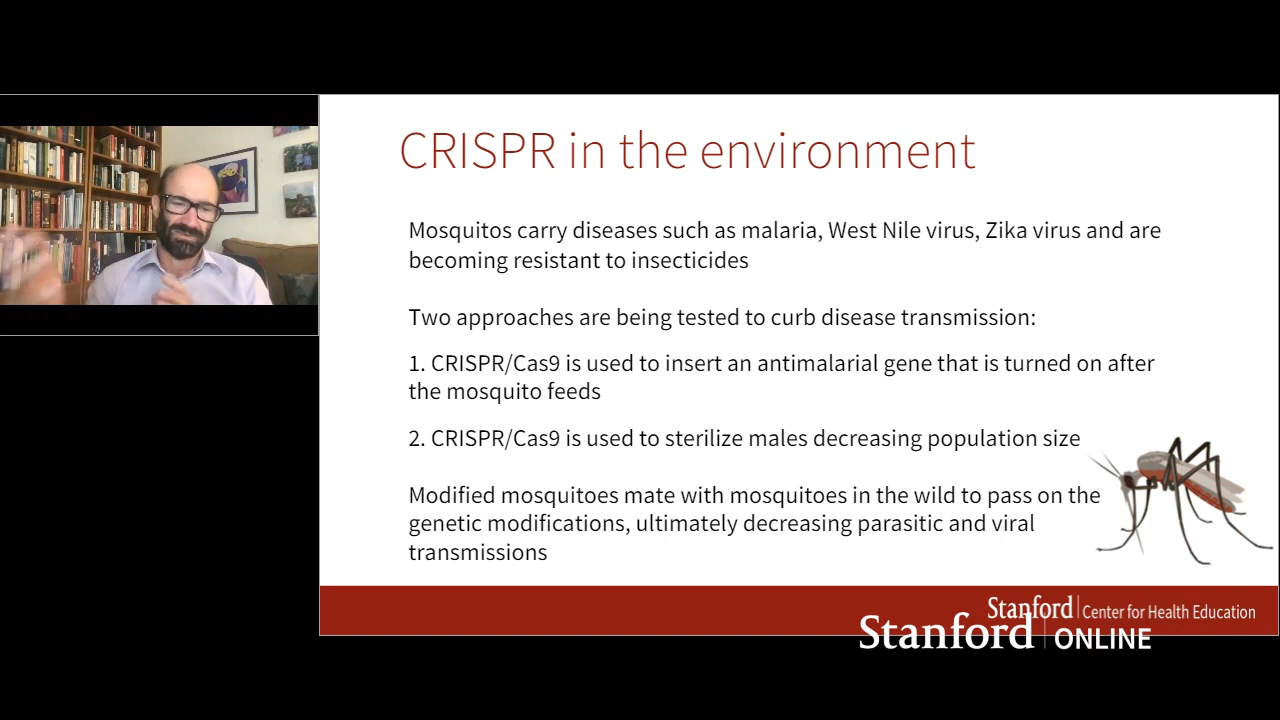 CRISPR in the environment
Mosquitos carry diseases such as malaria, West Nile virus, Zika virus and are
becoming resistant to insecticides
Two approaches are being tested to curb disease transmission:
1. CRISPR/Cas9 is used to insert an antimalarial gene that is turned on after
the mosquito feeds
2. CRISPR/Cas9 is used to sterilize males decreasing population size
Modified mosquitoes mate with mosquitoes in the wild to pass on the
genetic modifications, ultimately decreasing parasitic and viral
transmissions
Stanford Center for Health Education
Stanford ONLINE